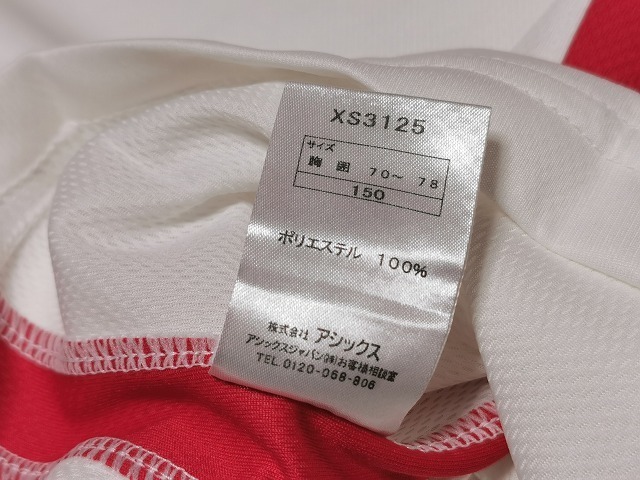 XS3125
サイズ
胸囲 70～78
150
ポリエステル 100%
株式会社 アシックス
アシックスジャパン㈱お客様相談室
TEL.0120-068-806